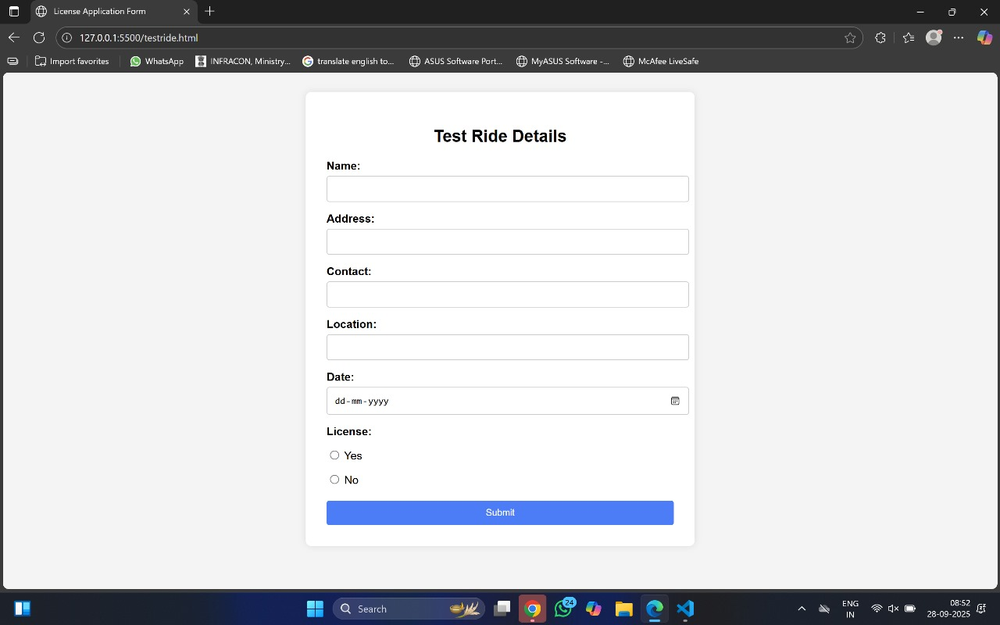 License Application Form
127.0.0.1:5500/testride.html
Import favorites
WhatsApp
INFRACON, Ministry...
translate english to...
ASUS Software Port...
MyASUS Software -...
McAfee LiveSafe
Test Ride Details
Name:
Address:
Contact:
Location:
Date:
dd-mm-yyyy
License:
Yes
No
Submit
Search
24
ENG
IN
08:52
28-09-2025